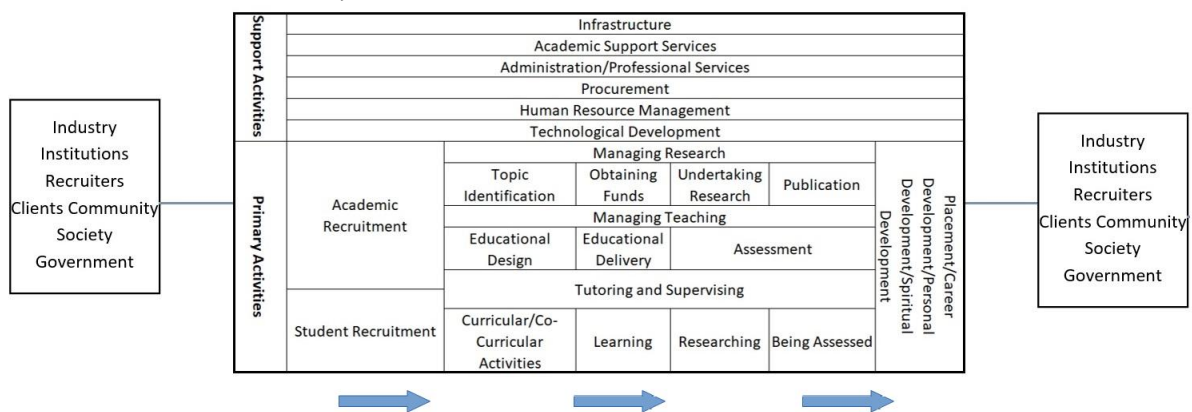 Industry
Institutions
Recruiters
Clients Community
Society
Government
Support Activities
Infrastructure
Academic Support Services
Administration/Professional Services
Procurement
Human Resource Management
Technological Development
Primary Activities
Academic
Recruitment
Student Recruitment
Managing Research
Topic
Identification
Obtaining
Funds
Undertaking
Research
Publication
Managing Teaching
Educational
Design
Educational
Delivery
Assessment
Tutoring and Supervising
Curricular/Co-
Curricular
Activities
Learning
Researching
Being Assessed
Placement/Career
Development/Personal
Development/Spiritual
Development
Industry
Institutions
Recruiters
Clients Community
Society
Government